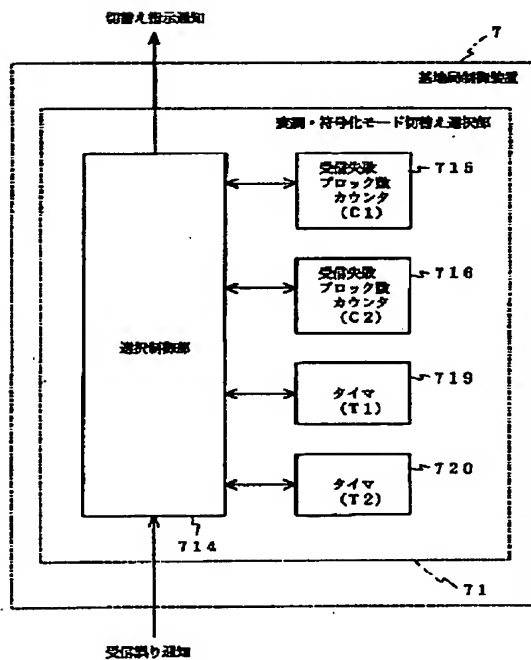 切替え指示通知
7
基地局制御装置
変調・符号化モード切替え選択部
受信失敗
ブロック数
カウンタ
(C1)
715
受信失敗
ブロック数
カウンタ
(C2)
716
選択制御部
タイマ
(T1)
719
タイマ
(T2)
720
714
71
受信誤り通知